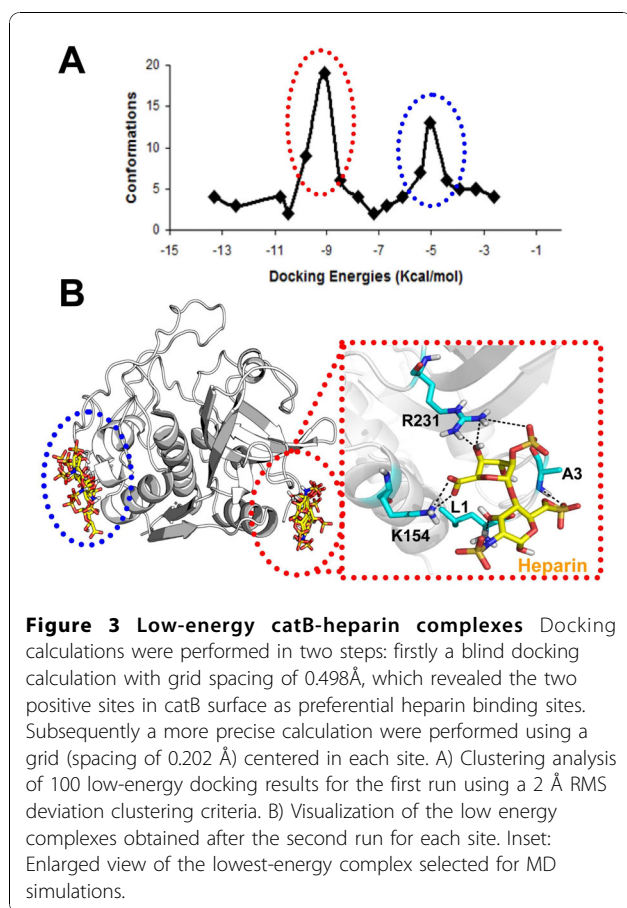 A
20
15
10
5
0
Conformations
-15
-13
-11
-9
-7
-5
-3
-1
Docking Energies (Kcal/mol)
B
R231
A3
L1
K154
Heparin
Figure 3 Low-energy catB-heparin complexes Docking
calculations were performed in two steps: firstly a blind docking
calculation with grid spacing of 0.498Å, which revealed the two
positive sites in catB surface as preferential heparin binding sites.
Subsequently a more precise calculation were performed using a
grid (spacing of 0.202 Å) centered in each site. A) Clustering analysis
of 100 low-energy docking results for the first run using a 2 Å RMS
deviation clustering criteria. B) Visualization of the low energy
complexes obtained after the second run for each site. Inset:
Enlarged view of the lowest-energy complex selected for MD
simulations.